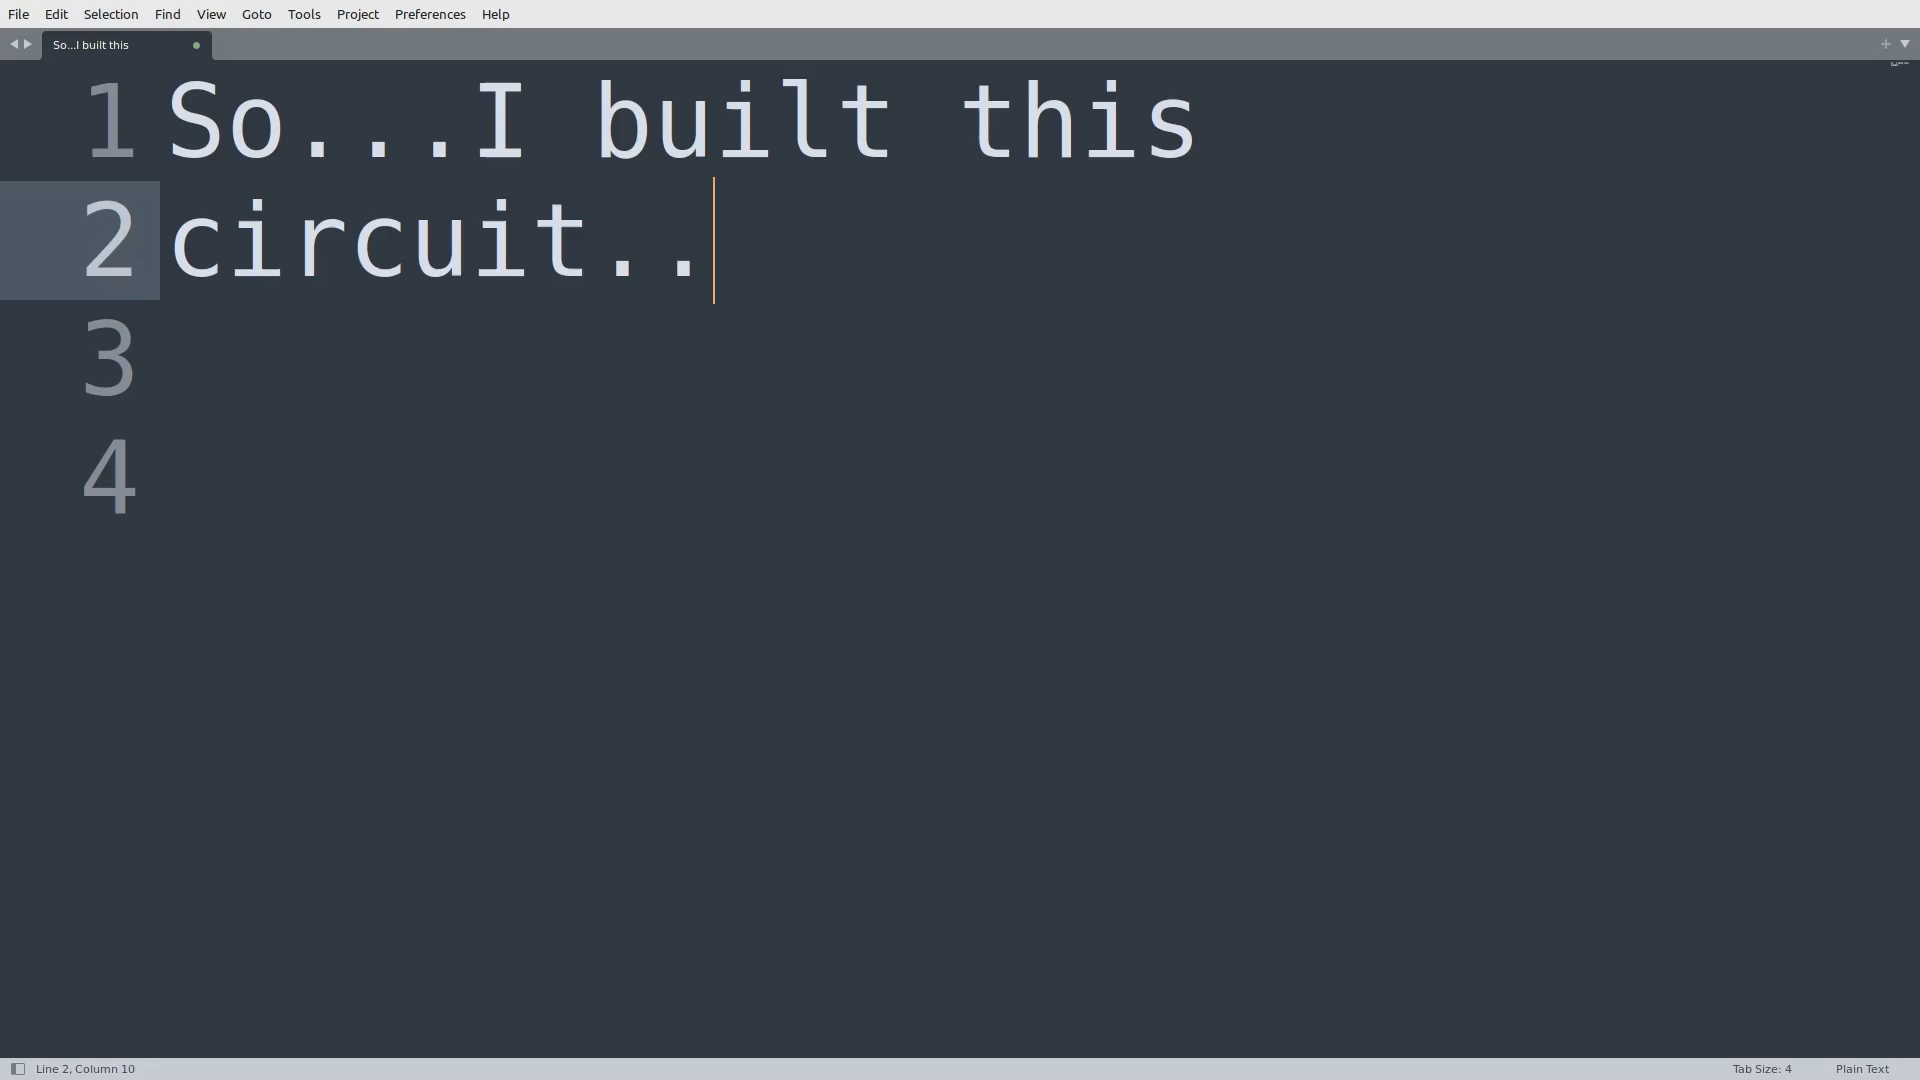 File Edit Selection Find View Goto Tools Project Preferences Help
So...I built this
1 So...I built this
2 circuit..
3
4
Line 2, Column 10 Tab Size: 4 Plain Text